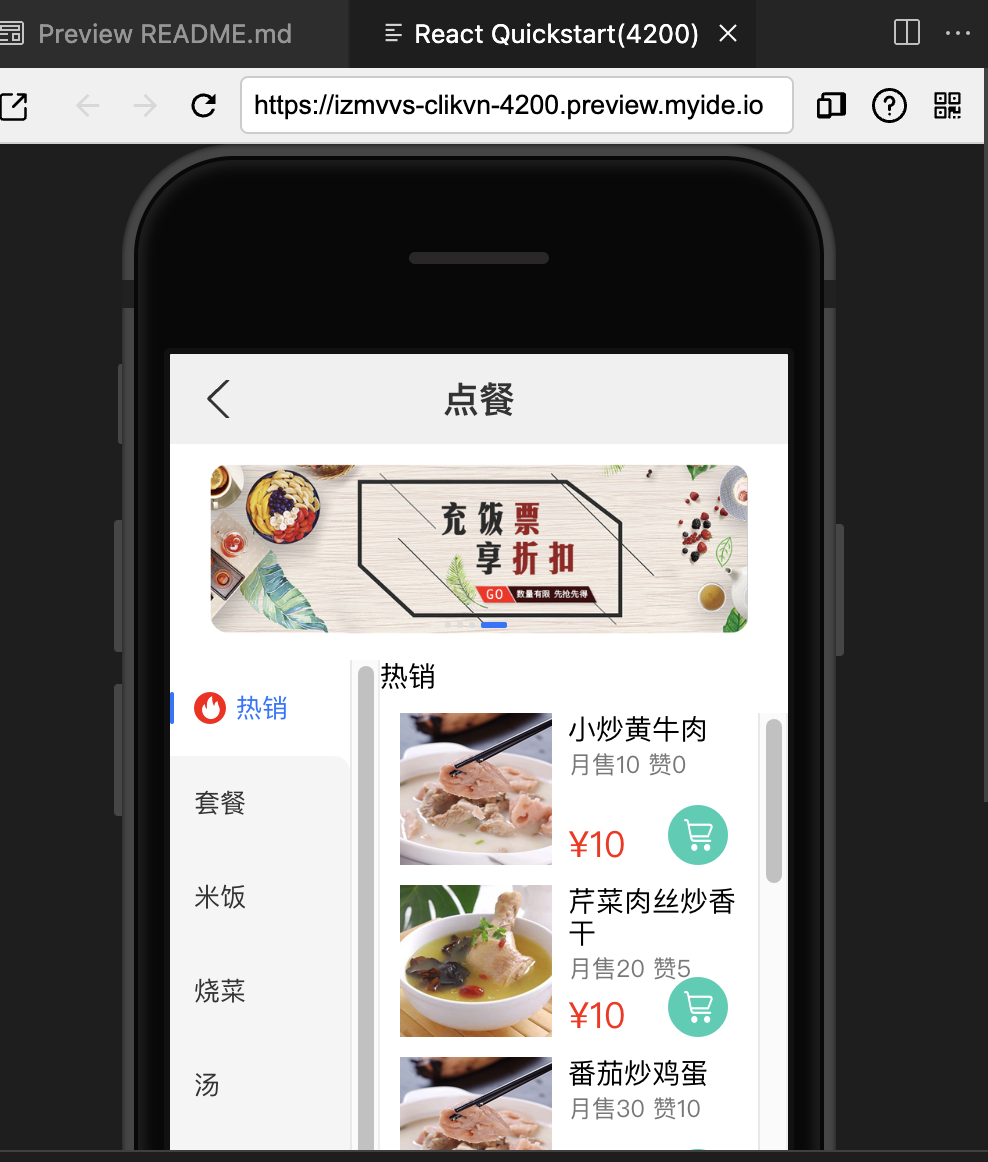 Preview README.md
React Quickstart(4200)
https://izmvvs-clikvn-4200.preview.myide.io
点餐
充饭票
享折扣
GO 数量有限 先抢先得
热销
热销
小炒黄牛肉
月售10 赞0
¥10
套餐
米饭
芹菜肉丝炒香
干
月售20 赞5
¥10
烧菜
番茄炒鸡蛋
月售30 赞10
汤